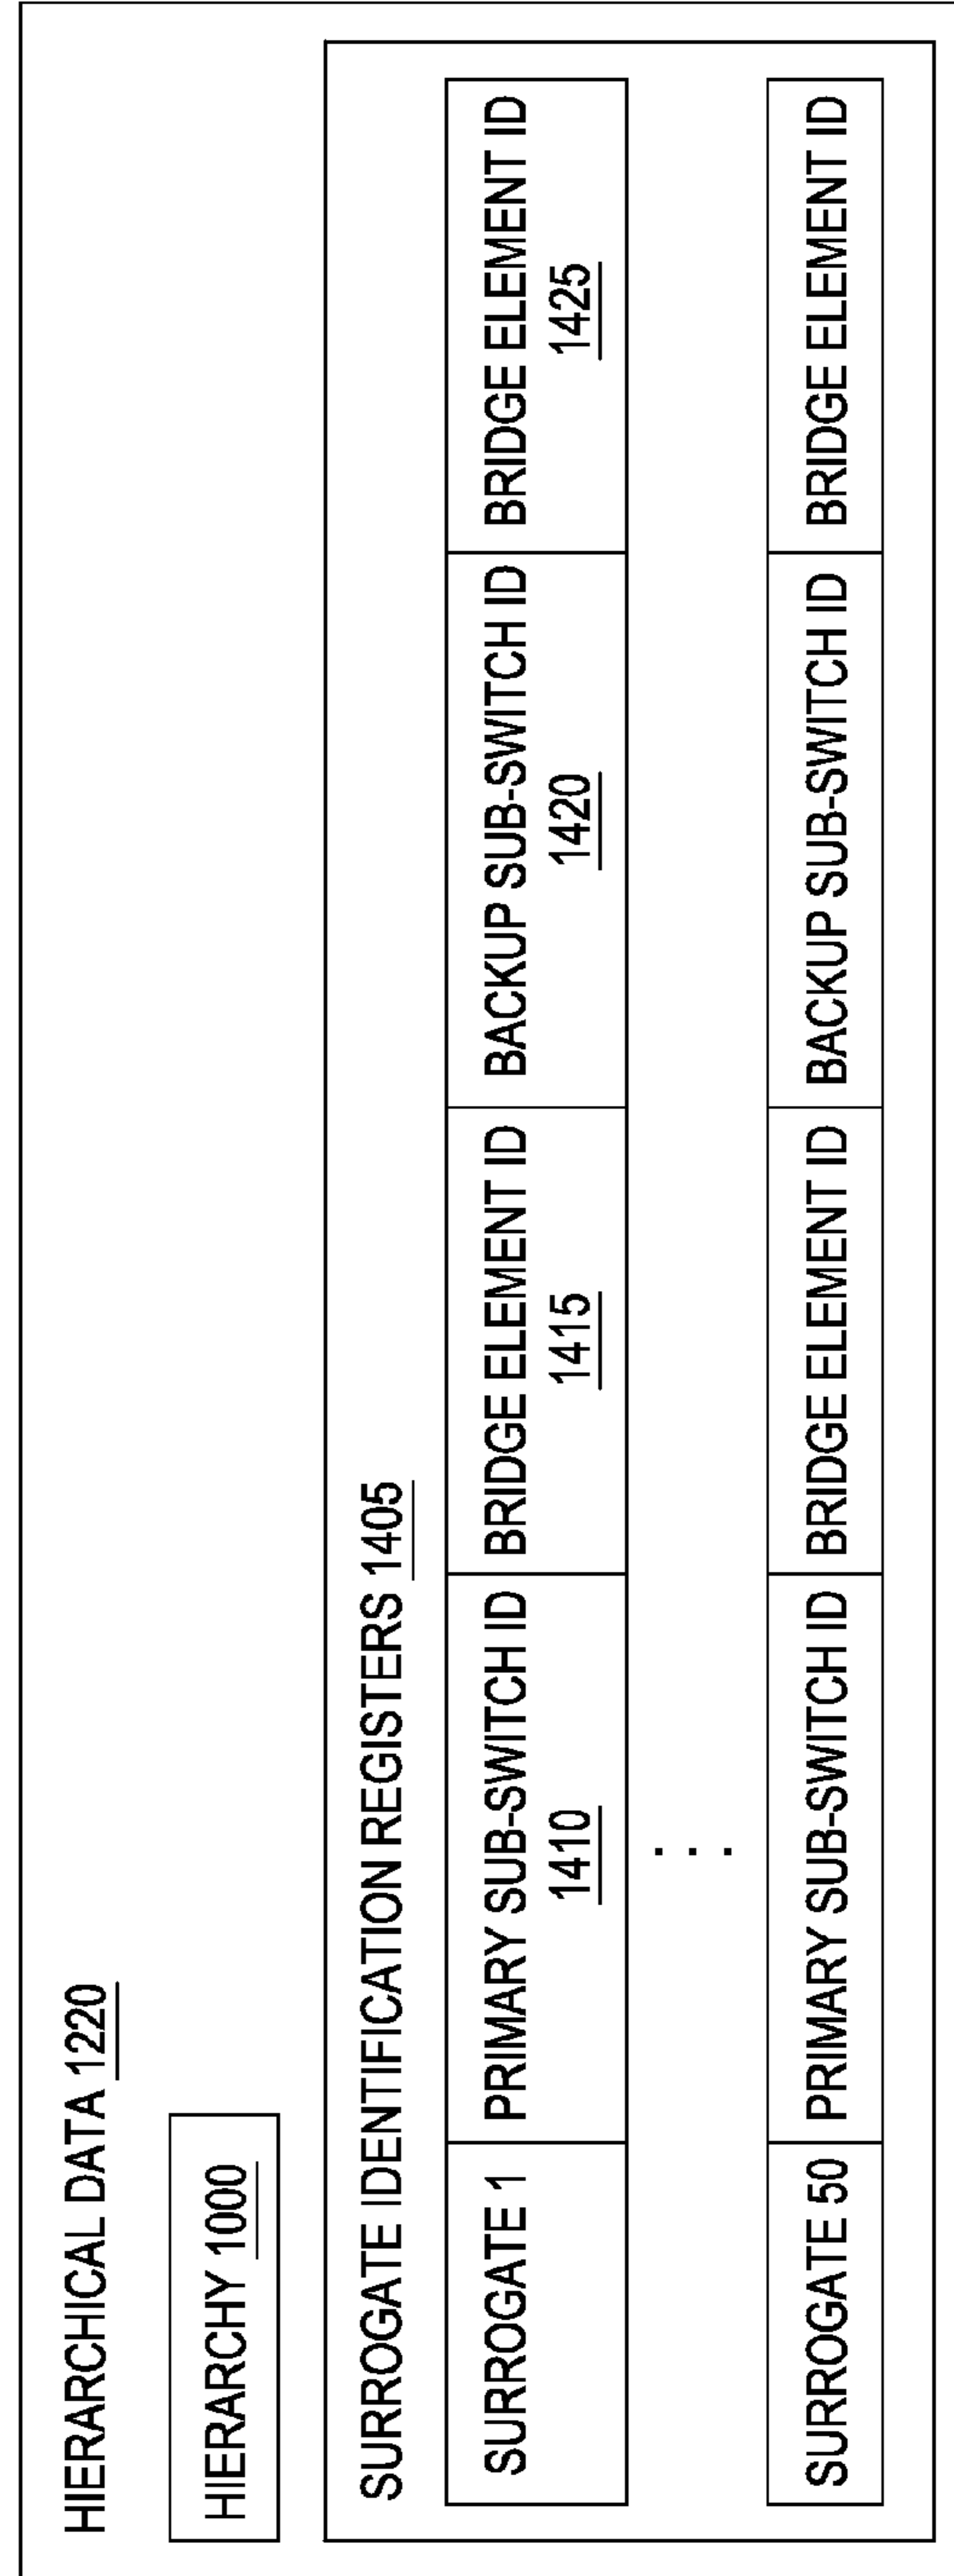 HIERARCHICAL DATA 1220
HIERARCHY 1000
SURROGATE IDENTIFICATION REGISTERS 1405
SURROGATE 1 PRIMARY SUB-SWITCH ID BRIDGE ELEMENT ID BACKUP SUB-SWITCH ID BRIDGE ELEMENT ID
1410 1415 1420 1425
. . .
SURROGATE 50 PRIMARY SUB-SWITCH ID BRIDGE ELEMENT ID BACKUP SUB-SWITCH ID BRIDGE ELEMENT ID